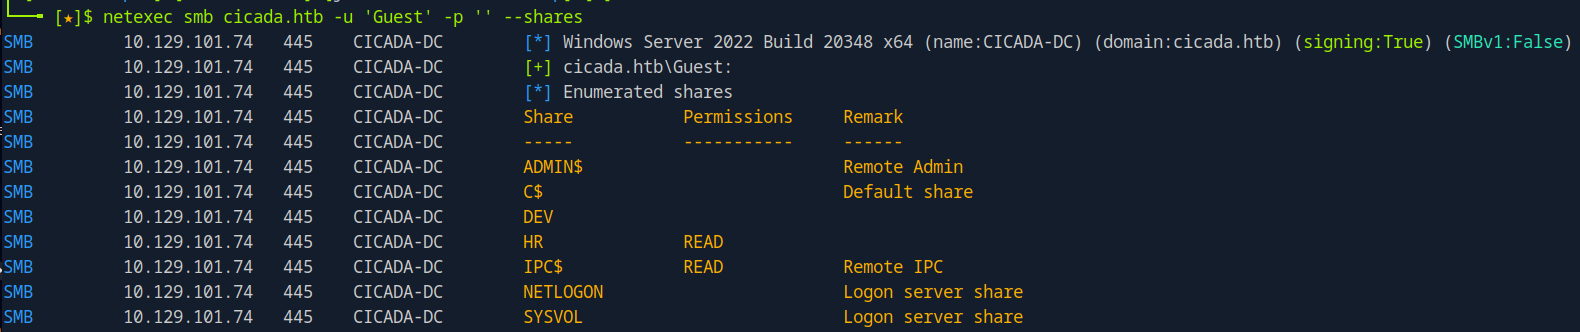 [★]$ netexec smb cicada.htb -u 'Guest' -p '' --shares
SMB 10.129.101.74 445 CICADA-DC [*] Windows Server 2022 Build 20348 x64 (name:CICADA-DC) (domain:cicada.htb) (signing:True) (SMBv1:False)
SMB 10.129.101.74 445 CICADA-DC [+] cicada.htb\Guest:
SMB 10.129.101.74 445 CICADA-DC [*] Enumerated shares
SMB 10.129.101.74 445 CICADA-DC Share Permissions Remark
SMB 10.129.101.74 445 CICADA-DC ----- ----------- ------
SMB 10.129.101.74 445 CICADA-DC ADMIN$ Remote Admin
SMB 10.129.101.74 445 CICADA-DC C$ Default share
SMB 10.129.101.74 445 CICADA-DC DEV
SMB 10.129.101.74 445 CICADA-DC HR READ
SMB 10.129.101.74 445 CICADA-DC IPC$ READ Remote IPC
SMB 10.129.101.74 445 CICADA-DC NETLOGON Logon server share
SMB 10.129.101.74 445 CICADA-DC SYSVOL Logon server share